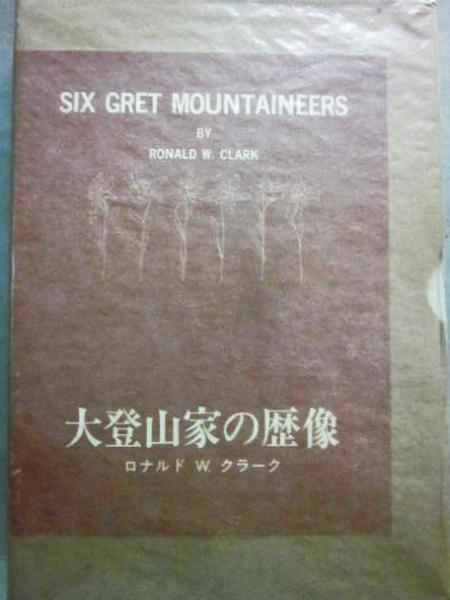 SIX GRET MOUNTAINEERS
BY
RONALD W. CLARK
大登山家の歴像
ロナルド W. クラーク